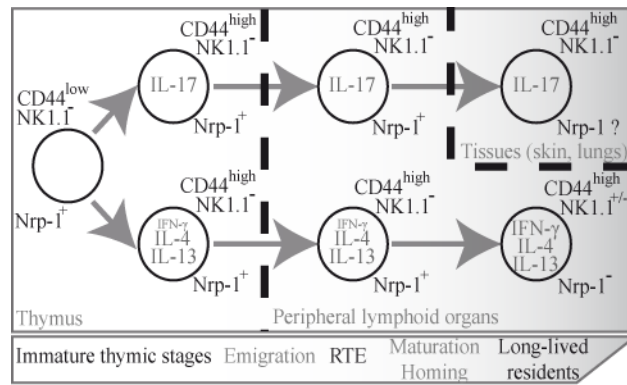 CD44high
NK1.1-
CD44high
NK1.1-
CD44high
NK1.1-
CD44low
NK1.1-
IL-17
IL-17
IL-17
Nrp-1+
Nrp-1+
Nrp-1 ?
Tissues (skin, lungs)
Nrp-1+
CD44high
NK1.1-
CD44high
NK1.1-
CD44high
NK1.1+/-
IFN-γ
IL-4
IL-13
IFN-γ
IL-4
IL-13
IFN-γ
IL-4
IL-13
Nrp-1+
Nrp-1+
Nrp-1-
Thymus
Peripheral lymphoid organs
Immature thymic stages
Emigration
RTE
Maturation
Homing
Long-lived
residents